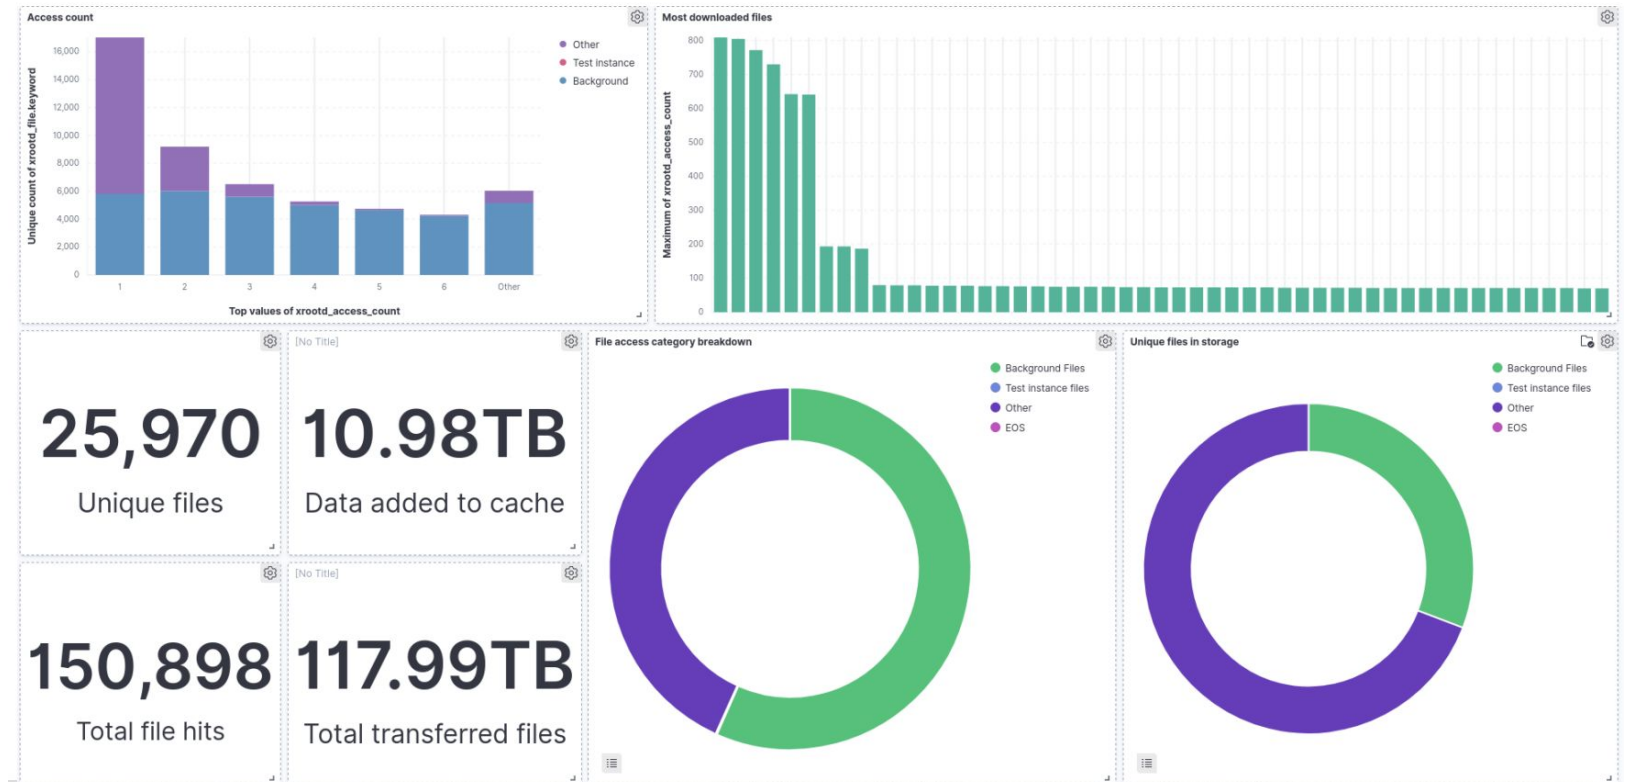 Access count
Unique count of xrootd_file.keyword
16,000
14,000
12,000
10,000
8,000
6,000
4,000
2,000
0
1
2
3
4
5
6
Other
Top values of xrootd_access_count
Other
Test instance
Background
Most downloaded files
Maximum of xrootd_access_count
800
700
600
500
400
300
200
100
0
25,970
Unique files
[No Title]
10.98TB
Data added to cache
150,898
Total file hits
[No Title]
117.99TB
Total transferred files
File access category breakdown
Background Files
Test instance files
Other
EOS
Unique files in storage
Background Files
Test instance files
Other
EOS